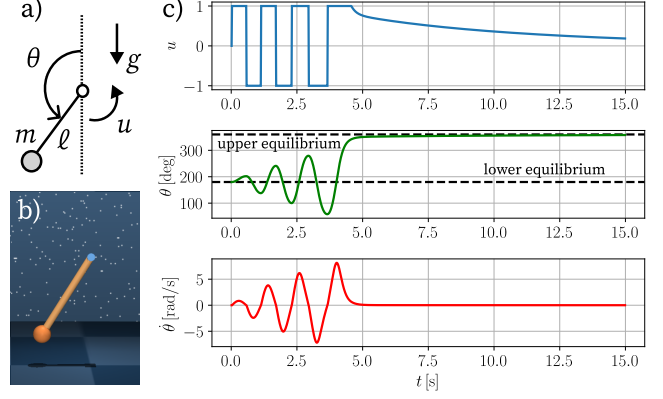 a)
θ
g
m
ℓ
u
b)
c)
1
0
−1
u
0.0 2.5 5.0 7.5 10.0 12.5 15.0
300
200
100
θ [deg]
upper equilibrium
lower equilibrium
0.0 2.5 5.0 7.5 10.0 12.5 15.0
5
0
−5
θ̇ [rad/s]
0.0 2.5 5.0 7.5 10.0 12.5 15.0
t [s]